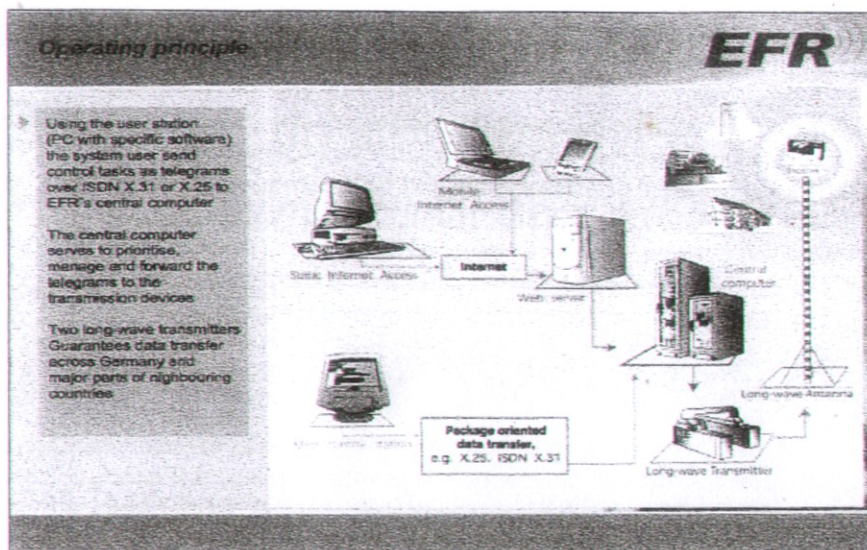 Operating principle
EFR
Using the user station
(PC with specific software)
the system user send
control tasks as telegrams
over ISDN X.31 or X.25 to
EFR's central computer
The central computer
serves to prioritise,
manage and forward the
telegrams to the
transmission devices
Two long-wave transmitters
Guarantees data transfer
across Germany and
major parts of nighbouring
countries
Mobile
Internet Access
Static Internet Access
Internet
Web server
Central
computer
Package oriented
data transfer,
e.g. X.25, ISDN X.31
Long-wave Antenna
Long-wave Transmitter